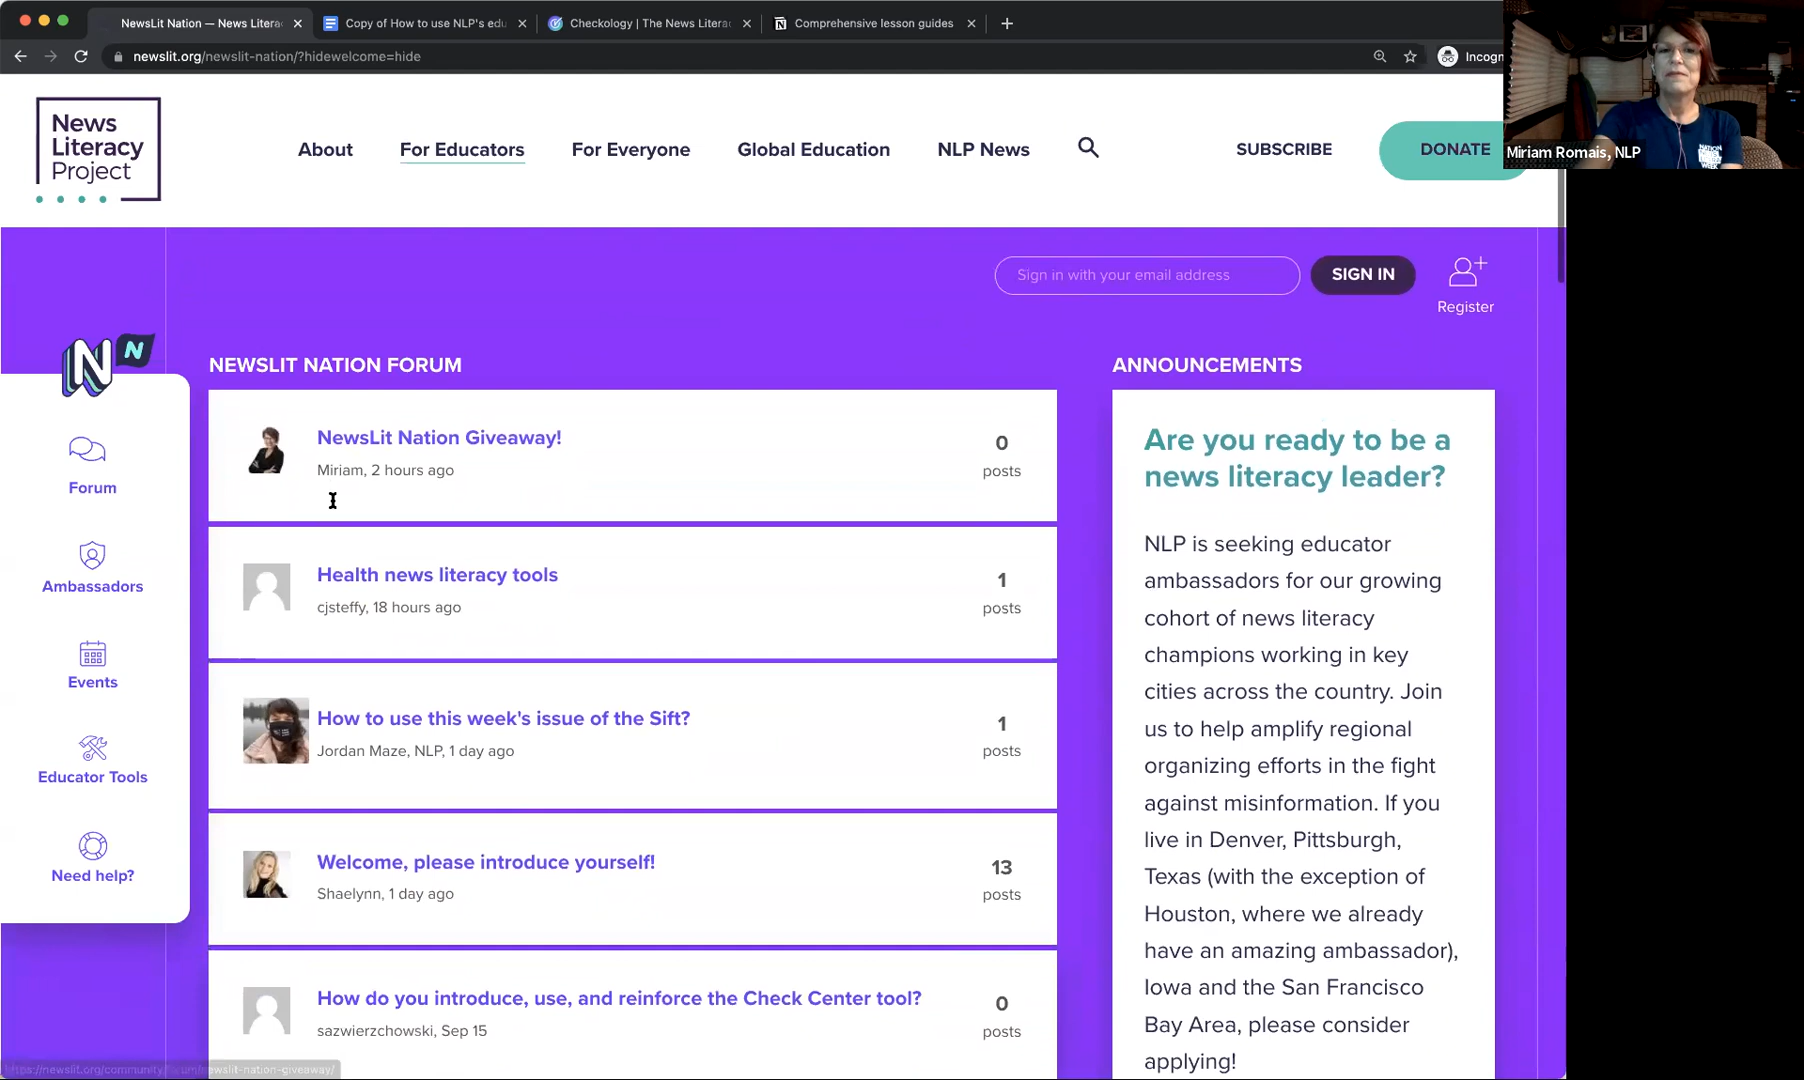 NewsLit Nation — News Litera
Copy of How to use NLP's edu
Checkology | The News Litera
Comprehensive lesson guides
newslit.org/newslit-nation/?hidewelcome=hide
Incogn
Miriam Romais, NLP
News
Literacy
Project
About
For Educators
For Everyone
Global Education
NLP News
SUBSCRIBE
DONATE
Sign in with your email address
SIGN IN
Register
N N
Forum
Ambassadors
Events
Educator Tools
Need help?
NEWSLIT NATION FORUM
NewsLit Nation Giveaway!
Miriam, 2 hours ago
0
posts
Health news literacy tools
cjsteffy, 18 hours ago
1
posts
How to use this week's issue of the Sift?
Jordan Maze, NLP, 1 day ago
1
posts
Welcome, please introduce yourself!
Shaelynn, 1 day ago
13
posts
How do you introduce, use, and reinforce the Check Center tool?
sazwierzchowski, Sep 15
0
posts
ANNOUNCEMENTS
Are you ready to be a
news literacy leader?
NLP is seeking educator
ambassadors for our growing
cohort of news literacy
champions working in key
cities across the country. Join
us to help amplify regional
organizing efforts in the fight
against misinformation. If you
live in Denver, Pittsburgh,
Texas (with the exception of
Houston, where we already
have an amazing ambassador),
Iowa and the San Francisco
Bay Area, please consider
applying!
https://newslit.org/community/forum/newslit-nation-giveaway/